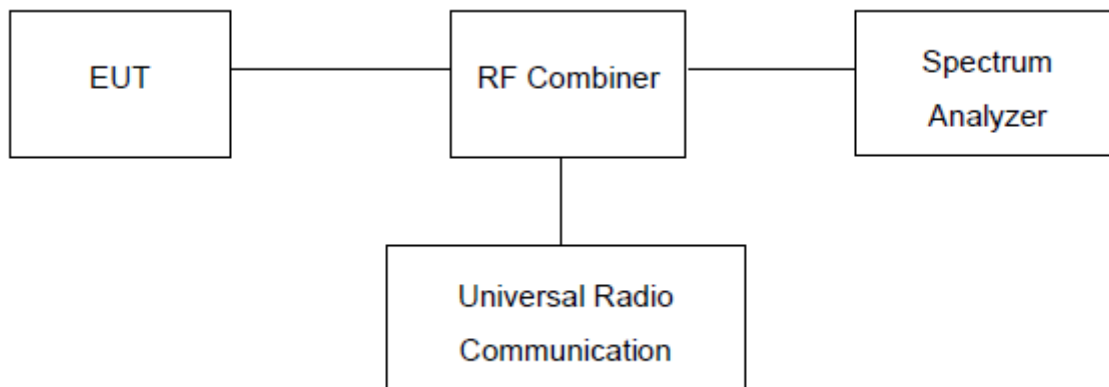 EUT
RF Combiner
Spectrum
Analyzer
Universal Radio
Communication